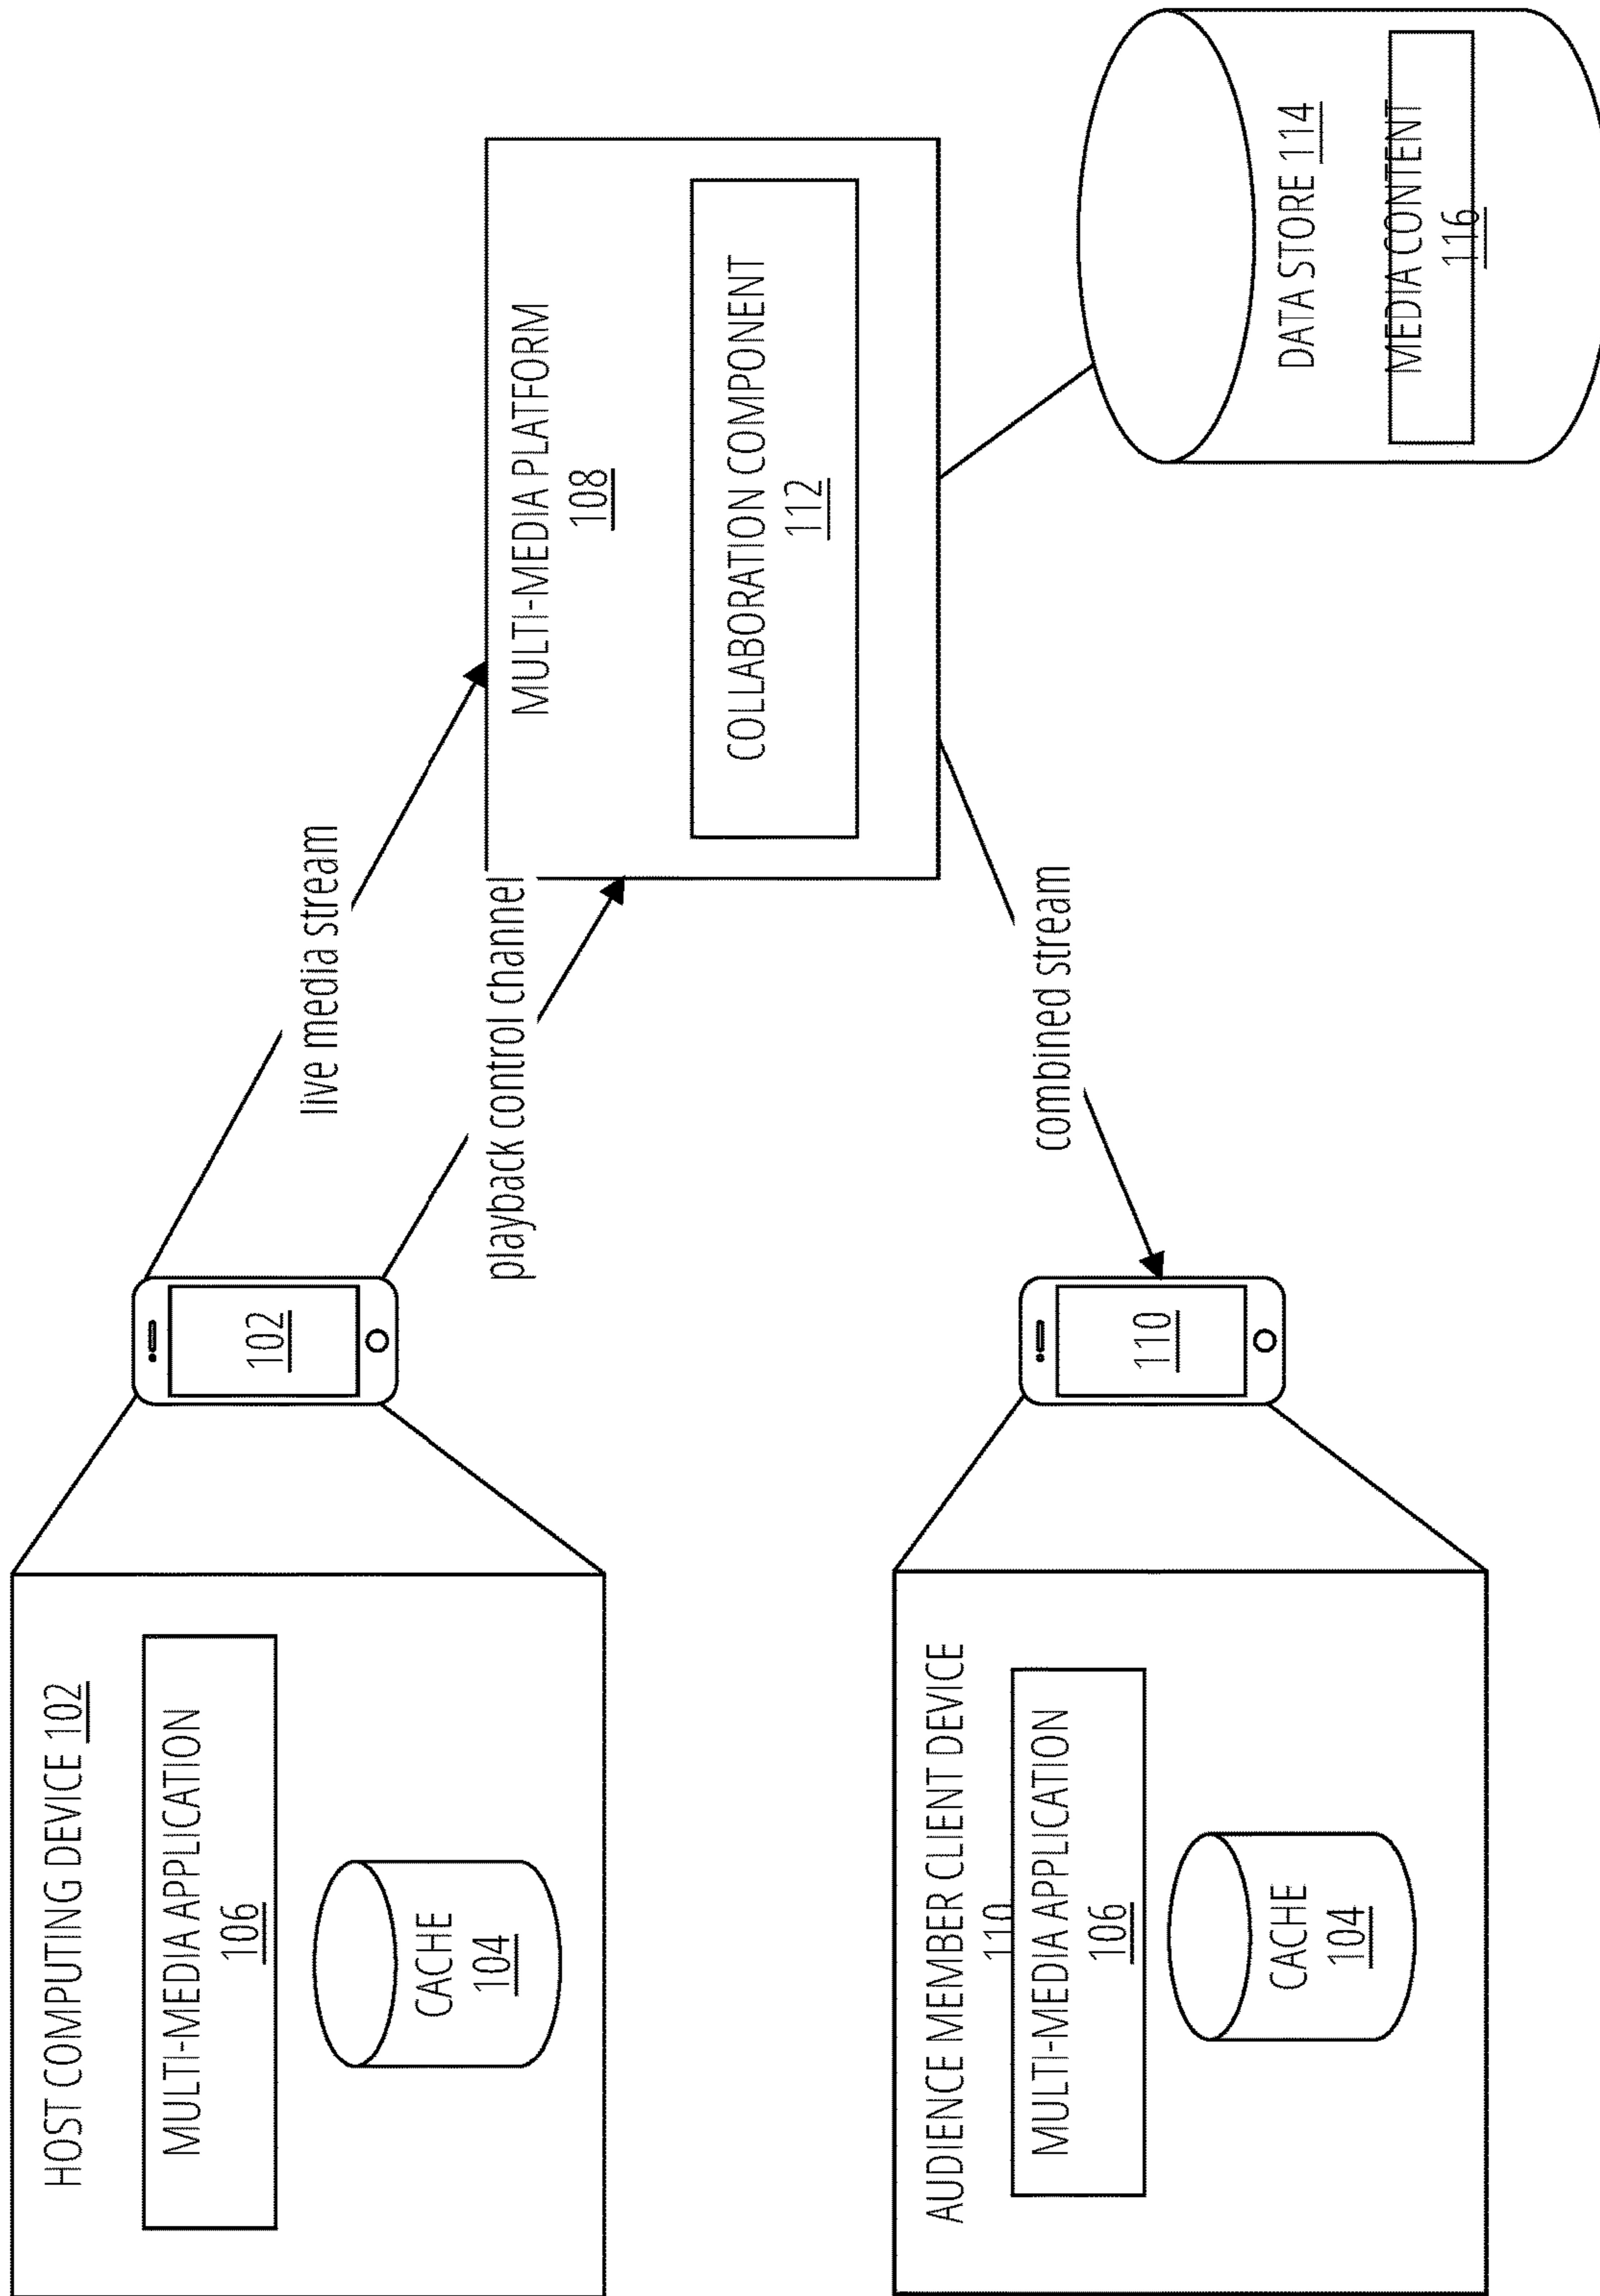 HOST COMPUTING DEVICE 102
MULTI-MEDIA APPLICATION
106
CACHE
104
102
live media stream
playback control channel
MULTI-MEDIA PLATFORM
108
COLLABORATION COMPONENT
112
AUDIENCE MEMBER CLIENT DEVICE
110
MULTI-MEDIA APPLICATION
106
CACHE
104
110
combined stream
DATA STORE 114
MEDIA CONTENT
116